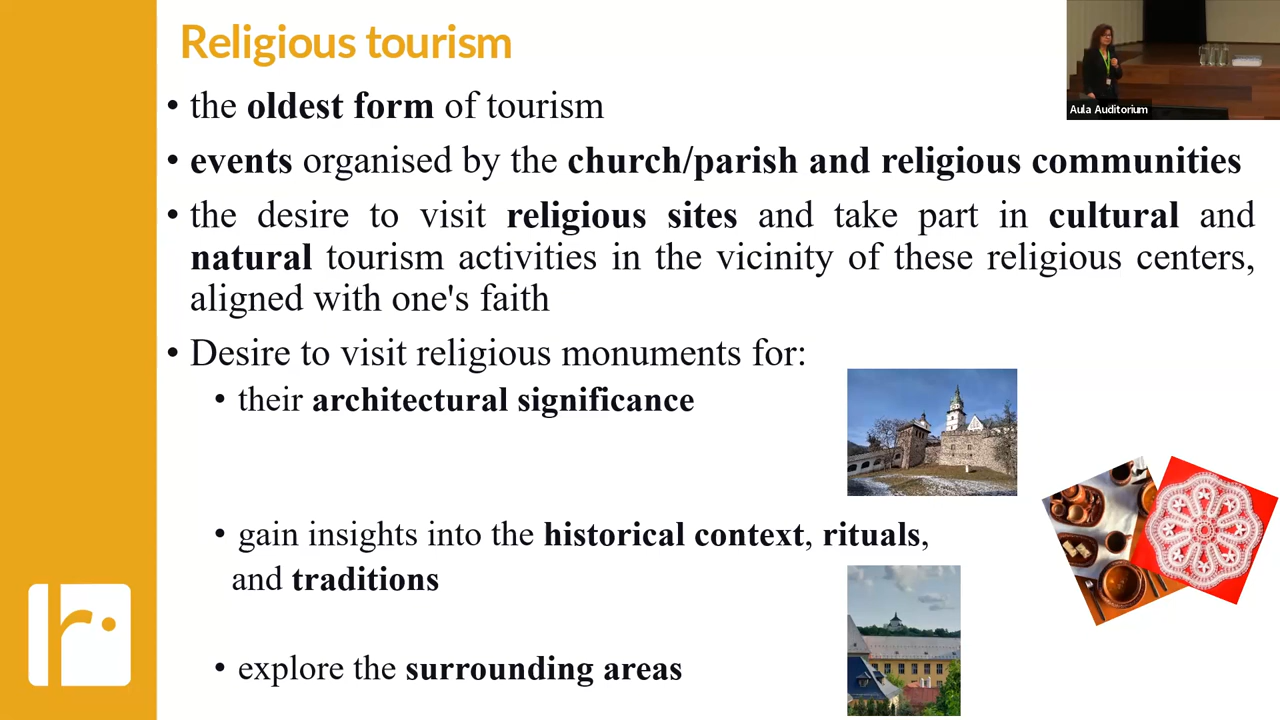 Religious tourism
Aula Auditorium
• the oldest form of tourism
• events organised by the church/parish and religious communities
• the desire to visit religious sites and take part in cultural and
natural tourism activities in the vicinity of these religious centers,
aligned with one's faith
• Desire to visit religious monuments for:
• their architectural significance
• gain insights into the historical context, rituals,
and traditions
• explore the surrounding areas
r.